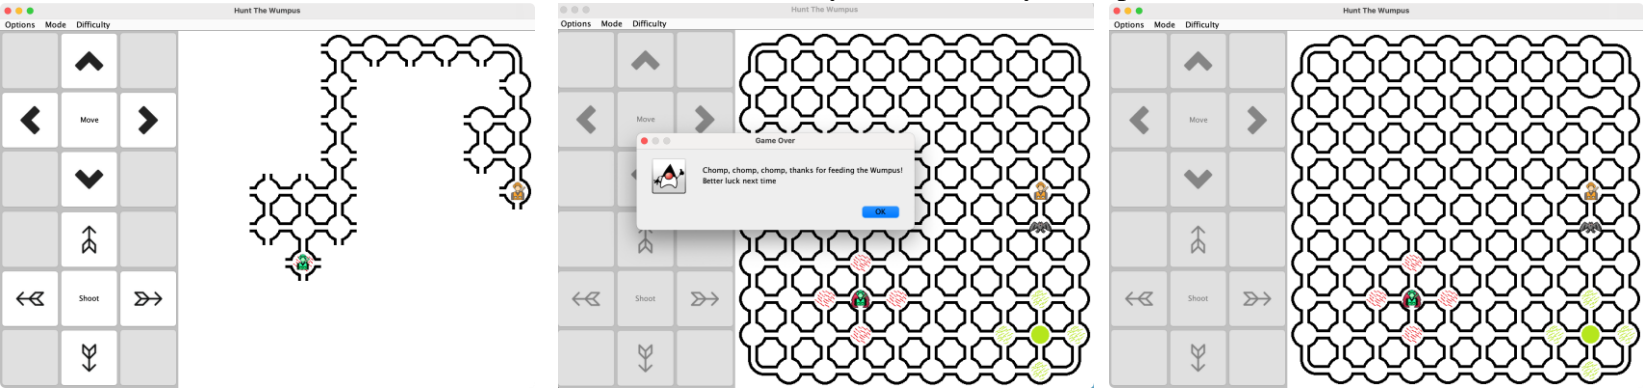 Hunt The Wumpus
Options Mode Difficulty
Move
Shoot
Hunt The Wumpus
Options Mode Difficulty
Move
Game Over
Chomp, chomp, chomp, thanks for feeding the Wumpus!
Better luck next time
OK
Shoot
Hunt The Wumpus
Options Mode Difficulty
Move
Shoot